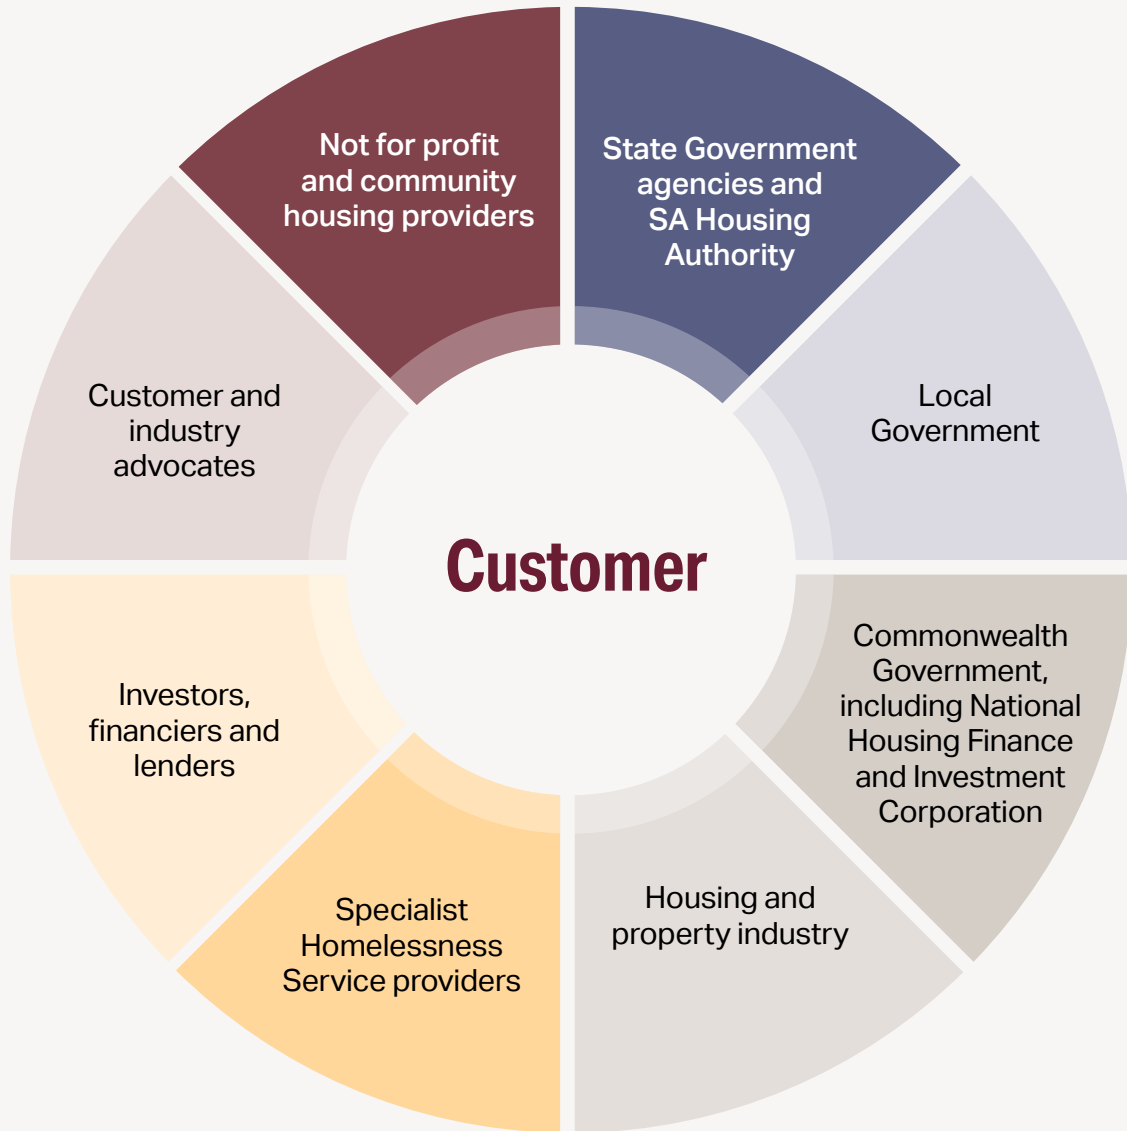 Not for profit
and community
housing providers
State Government
agencies and
SA Housing
Authority
Local
Government
Commonwealth
Government,
including National
Housing Finance
and Investment
Corporation
Housing and
property industry
Specialist
Homelessness
Service providers
Investors,
financiers and
lenders
Customer and
industry
advocates
Customer